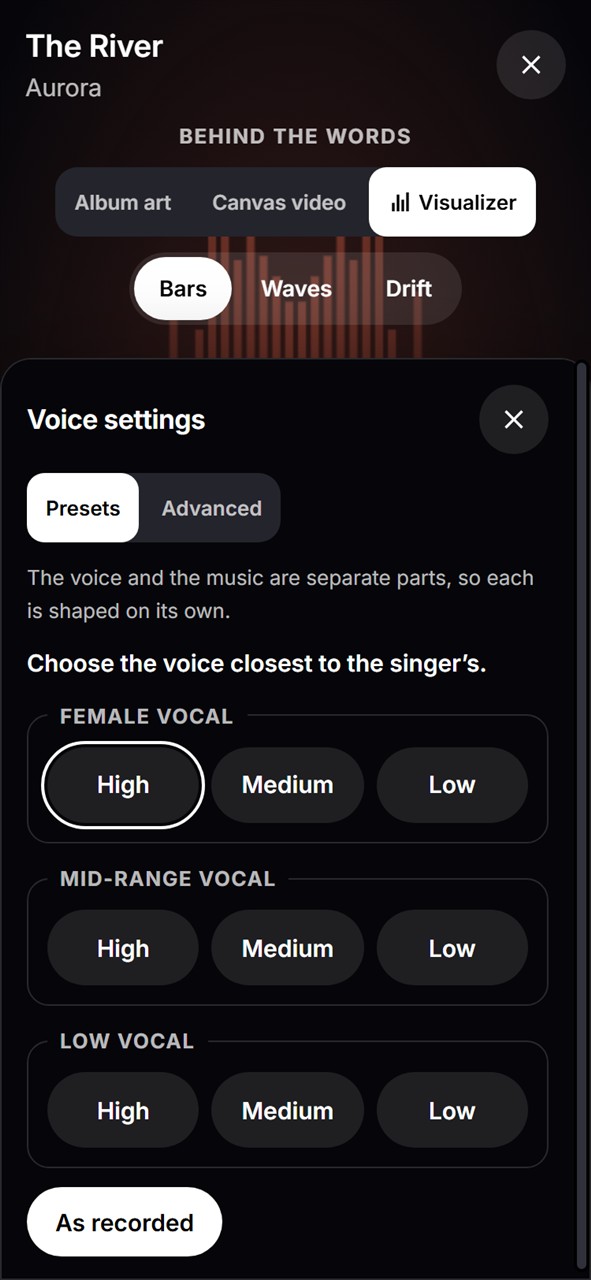 The River
Aurora
BEHIND THE WORDS
Album art
Canvas video
Visualizer
Bars
Waves
Drift
Voice settings
Presets
Advanced
The voice and the music are separate parts, so each
is shaped on its own.
Choose the voice closest to the singer’s.
FEMALE VOCAL
High
Medium
Low
MID-RANGE VOCAL
High
Medium
Low
LOW VOCAL
High
Medium
Low
As recorded